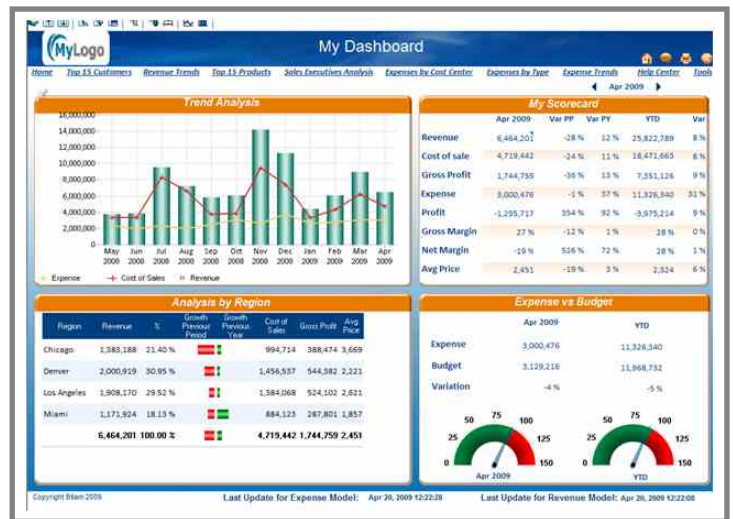 MyLogo
My Dashboard
Home Top 15 Customers Revenue Trends Top 15 Products Sales Executives Analysis Expenses by Cost Center Expenses by Type Expense Trends Help Center Tools
Apr 2009
Trend Analysis
16,000,000
14,000,000
12,000,000
10,000,000
8,000,000
6,000,000
4,000,000
2,000,000
0
May Jun Jul Aug Sep Oct Nov Dec Jan Feb Mar Apr
2008 2008 2008 2008 2008 2008 2008 2008 2009 2009 2009 2009
Expense Cost of Sales Revenue
My Scorecard
Apr 2009 Var PP Var PY YTD Var
Revenue 6,464,201 -28 % 12 % 25,822,789 8 %
Cost of sale 4,719,442 -24 % 11 % 18,471,663 8 %
Gross Profit 1,744,759 -36 % 13 % 7,351,126 9 %
Expense 3,000,476 -1 % 37 % 11,326,340 31 %
Profit -1,255,717 354 % 92 % -3,975,214 9 %
Gross Margin 27 % -12 % 1 % 28 % 0 %
Net Margin -19 % 526 % 72 % 28 % 1 %
Avg Price 2,451 -19 % 3 % 2,324 6 %
Analysis by Region
Region Revenue % Growth Previous Period Growth Previous Year Cost of Sales Gross Profit Avg Price
Chicago 1,383,188 21.40 % 994,714 388,474 3,669
Denver 2,000,919 30.95 % 1,456,537 544,382 2,221
Los Angeles 1,908,170 29.52 % 1,384,068 524,102 2,621
Miami 1,171,924 18.13 % 884,123 287,801 1,857
6,464,201 100.00 % 4,719,442 1,744,759 2,451
Expense vs Budget
Apr 2009 YTD
Expense 3,000,476 11,326,340
Budget 3,129,216 11,968,732
Variation -4 % -5 %
0 25 50 75 100 125 150
Apr 2009
0 25 50 75 100 125 150
YTD
Copyright Bitam 2009
Last Update for Expense Model: Apr 20, 2009 12:22:28
Last Update for Revenue Model: Apr 20, 2009 12:22:08